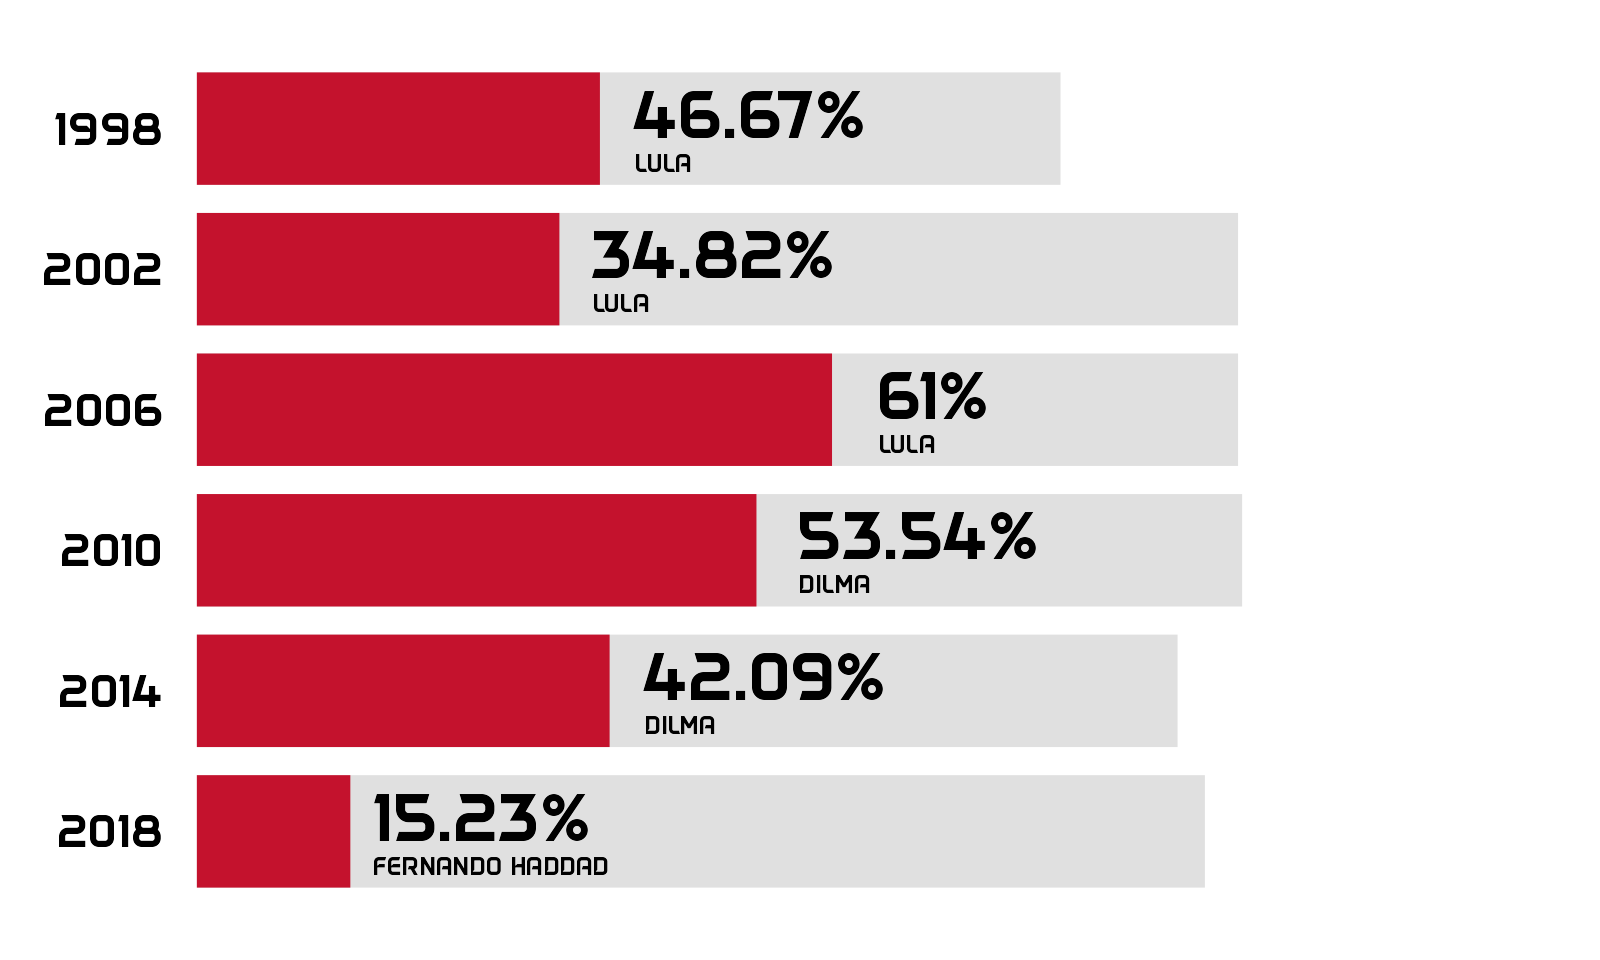 1998
46.67%
LULA
2002
34.82%
LULA
2006
61%
LULA
2010
53.54%
DILMA
2014
42.09%
DILMA
2018
15.23%
FERNANDO HADDAD